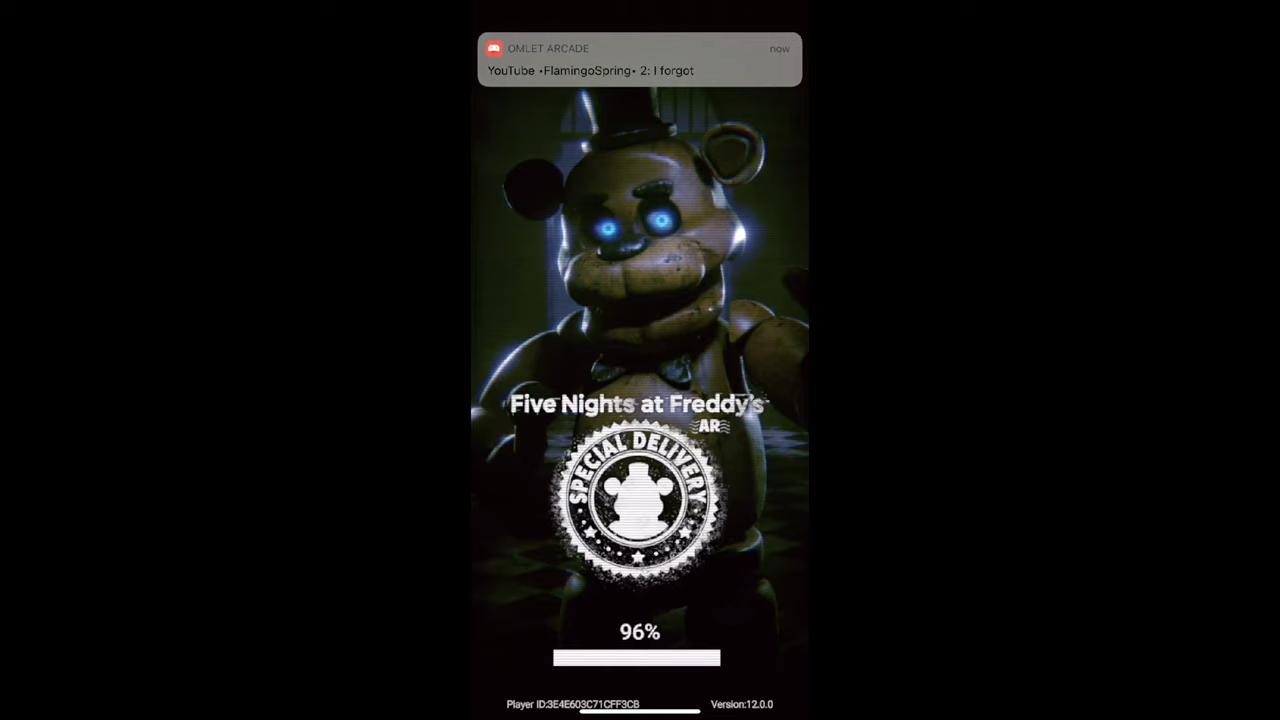 OMLET ARCADE now
YouTube •FlamingoSpring• 2: I forgot
Five Nights at Freddy's
AR
SPECIAL DELIVERY
96%
Player ID:3E4E603C71CFF3CB Version:12.0.0